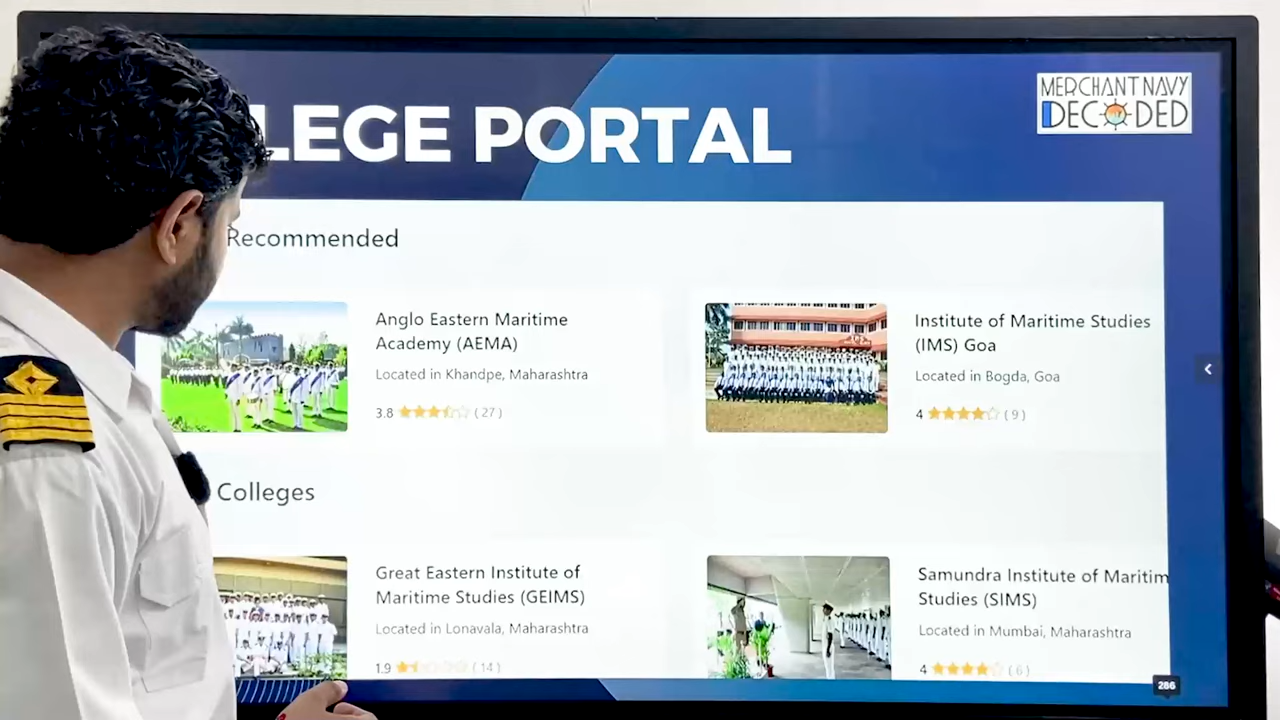 LEGE PORTAL
MERCHANT NAVY
DECODED
Recommended
Anglo Eastern Maritime
Academy (AEMA)
Located in Khandpe, Maharashtra
3.8 (27)
Institute of Maritime Studies
(IMS) Goa
Located in Bogda, Goa
4 (9)
Colleges
Great Eastern Institute of
Maritime Studies (GEIMS)
Located in Lonavala, Maharashtra
1.9 (14)
Samundra Institute of Maritim
Studies (SIMS)
Located in Mumbai, Maharashtra
4 (6)
286